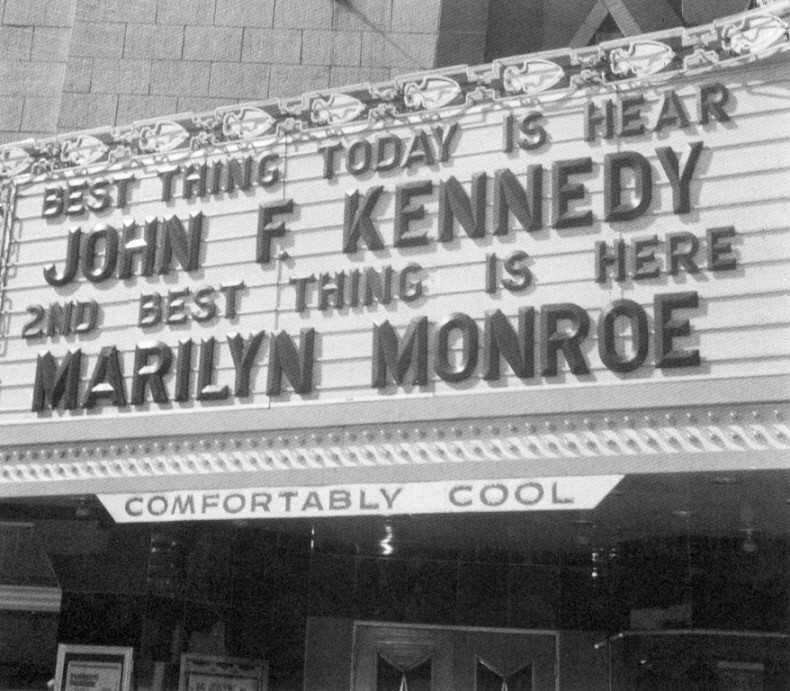 BEST THING TODAY IS HEAR
JOHN F. KENNEDY
2ND BEST THING IS HERE
MARILYN MONROE
COMFORTABLY COOL